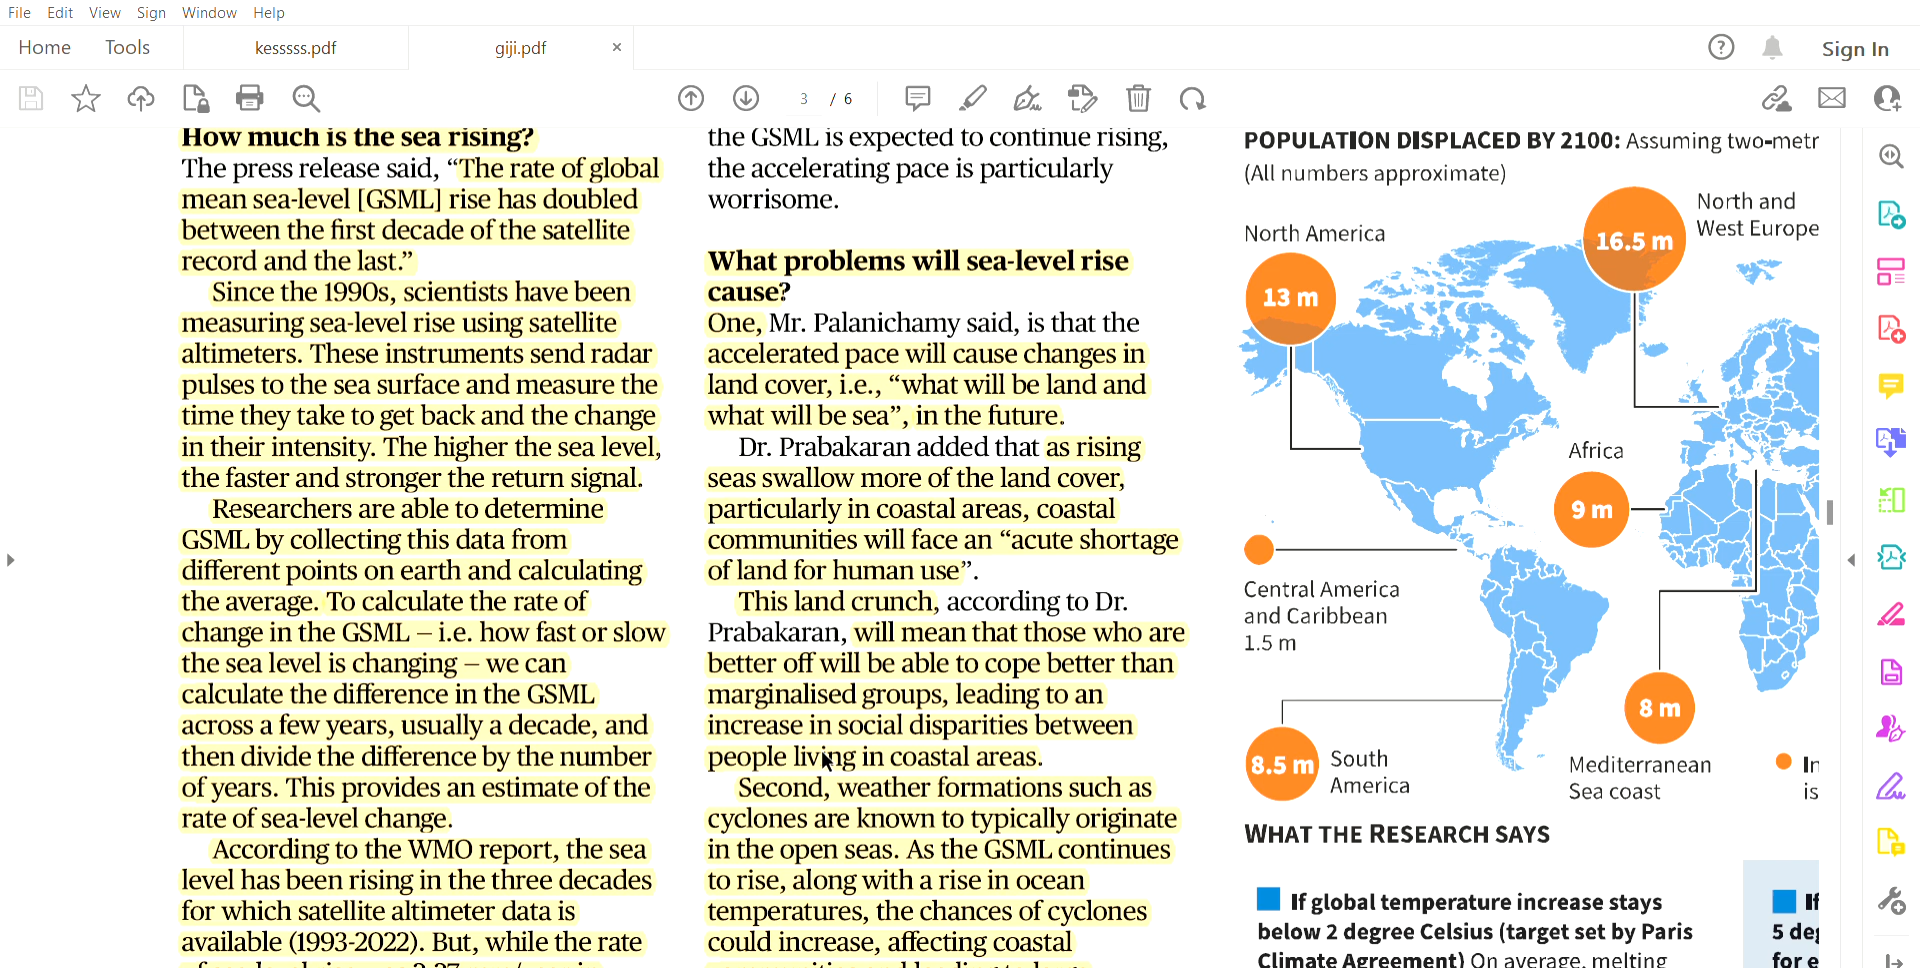 File Edit View Sign Window Help
Home Tools kesssss.pdf giji.pdf × Sign In
3 / 6
How much is the sea rising?
The press release said, “The rate of global
mean sea-level [GSML] rise has doubled
between the first decade of the satellite
record and the last.”
Since the 1990s, scientists have been
measuring sea-level rise using satellite
altimeters. These instruments send radar
pulses to the sea surface and measure the
time they take to get back and the change
in their intensity. The higher the sea level,
the faster and stronger the return signal.
Researchers are able to determine
GSML by collecting this data from
different points on earth and calculating
the average. To calculate the rate of
change in the GSML – i.e. how fast or slow
the sea level is changing – we can
calculate the difference in the GSML
across a few years, usually a decade, and
then divide the difference by the number
of years. This provides an estimate of the
rate of sea-level change.
According to the WMO report, the sea
level has been rising in the three decades
for which satellite altimeter data is
available (1993-2022). But, while the rate
the GSML is expected to continue rising,
the accelerating pace is particularly
worrisome.
What problems will sea-level rise
cause?
One, Mr. Palanichamy said, is that the
accelerated pace will cause changes in
land cover, i.e., “what will be land and
what will be sea”, in the future.
Dr. Prabakaran added that as rising
seas swallow more of the land cover,
particularly in coastal areas, coastal
communities will face an “acute shortage
of land for human use”.
This land crunch, according to Dr.
Prabakaran, will mean that those who are
better off will be able to cope better than
marginalised groups, leading to an
increase in social disparities between
people living in coastal areas.
Second, weather formations such as
cyclones are known to typically originate
in the open seas. As the GSML continues
to rise, along with a rise in ocean
temperatures, the chances of cyclones
could increase, affecting coastal
POPULATION DISPLACED BY 2100: Assuming two-metr
(All numbers approximate)
North America
13 m
16.5 m
North and
West Europe
Africa
9 m
Central America
and Caribbean
1.5 m
8.5 m
South
America
8 m
Mediterranean
Sea coast
In
is
WHAT THE RESEARCH SAYS
If global temperature increase stays
below 2 degree Celsius (target set by Paris
Climate Agreement) On average, melting
If
5 deg
for e